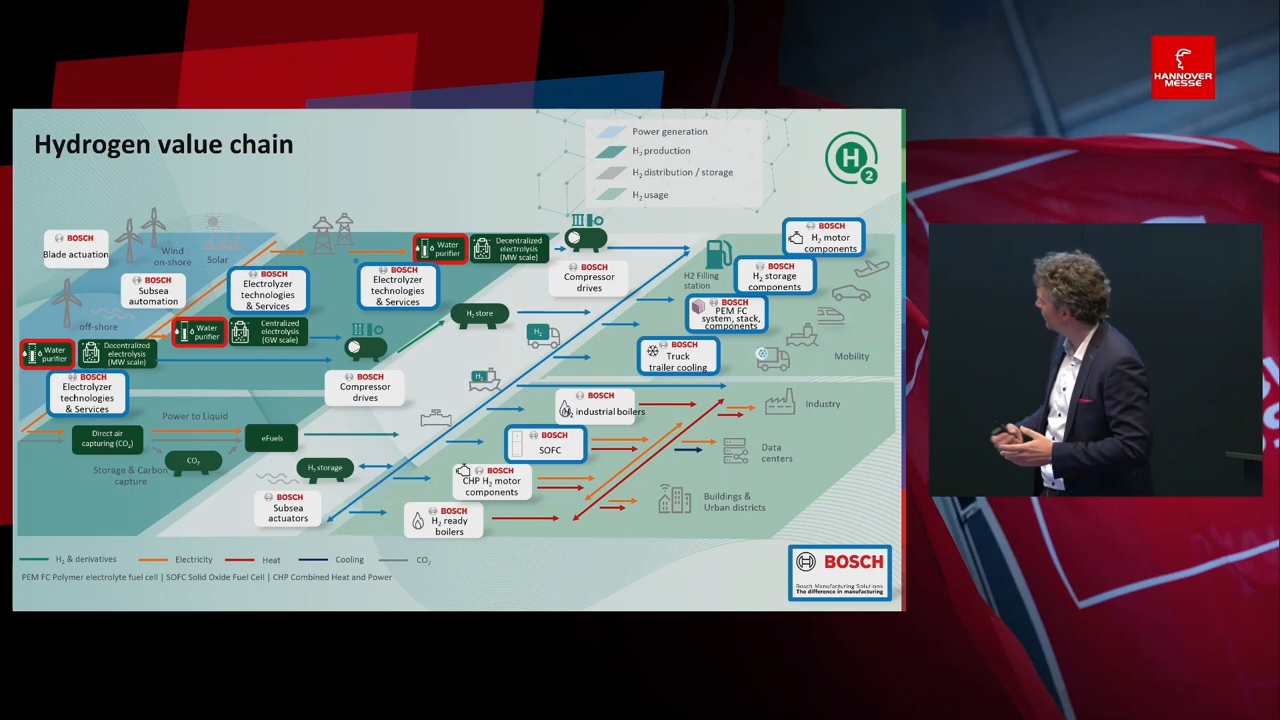 HANNOVER
MESSE
Hydrogen value chain
Power generation
H2 production
H2 distribution / storage
H2 usage
H
2
BOSCH
Blade actuation
Wind
on-shore
Solar
BOSCH
Subsea
automation
BOSCH
Electrolyzer
technologies
& Services
BOSCH
Electrolyzer
technologies
& Services
Water
purifier
Decentralized
electrolysis
(MW scale)
BOSCH
Compressor
drives
BOSCH
H2 motor
components
H2 Filling
station
BOSCH
H2 storage
components
BOSCH
PEM FC
system, stack,
components
BOSCH
Truck
trailer cooling
Mobility
off-shore
Water
purifier
Centralized
electrolysis
(GW scale)
Water
purifier
Decentralized
electrolysis
(MW scale)
BOSCH
Electrolyzer
technologies
& Services
H2 store
H2
H2
BOSCH
Compressor
drives
Power to Liquid
Direct air
capturing (CO2)
eFuels
CO2
Storage & Carbon
capture
H2 storage
BOSCH
Subsea
actuators
BOSCH
H2 industrial boilers
BOSCH
SOFC
BOSCH
CHP H2 motor
components
BOSCH
H2 ready
boilers
Industry
Data
centers
Buildings &
Urban districts
H2 & derivatives
Electricity
Heat
Cooling
CO2
PEM FC Polymer electrolyte fuel cell | SOFC Solid Oxide Fuel Cell | CHP Combined Heat and Power
BOSCH
Bosch Manufacturing Solutions
The difference in manufacturing